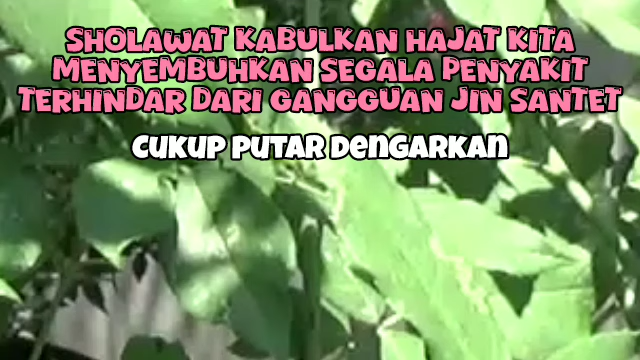 SHOLAWAT KABULKAN HAJAT KITA
MENYEMBUHKAN SEGALA PENYAKIT
TERHINDAR DARI GANGGUAN JIN SANTET
CUKUP PUTAR DENGARKAN